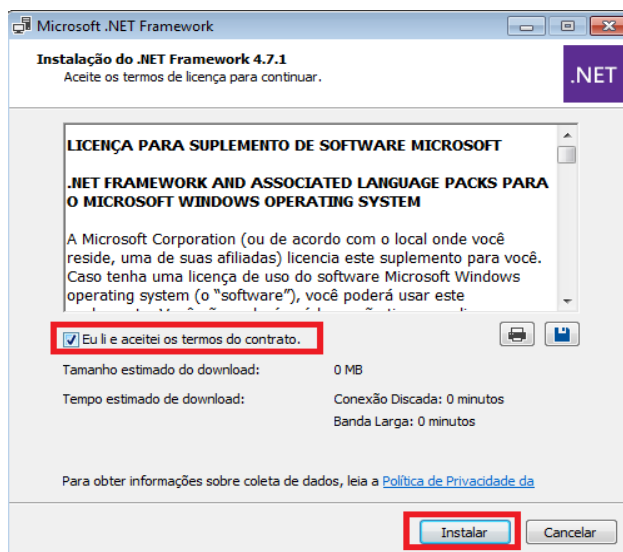 Microsoft .NET Framework
Instalação do .NET Framework 4.7.1
Aceite os termos de licença para continuar.
.NET
LICENÇA PARA SUPLEMENTO DE SOFTWARE MICROSOFT
.NET FRAMEWORK AND ASSOCIATED LANGUAGE PACKS PARA
O MICROSOFT WINDOWS OPERATING SYSTEM
A Microsoft Corporation (ou de acordo com o local onde você
reside, uma de suas afiliadas) licencia este suplemento para você.
Caso tenha uma licença de uso do software Microsoft Windows
operating system (o “software”), você poderá usar este
Eu li e aceitei os termos do contrato.
Tamanho estimado do download: 0 MB
Tempo estimado de download: Conexão Discada: 0 minutos
Banda Larga: 0 minutos
Para obter informações sobre coleta de dados, leia a Política de Privacidade da
Instalar Cancelar